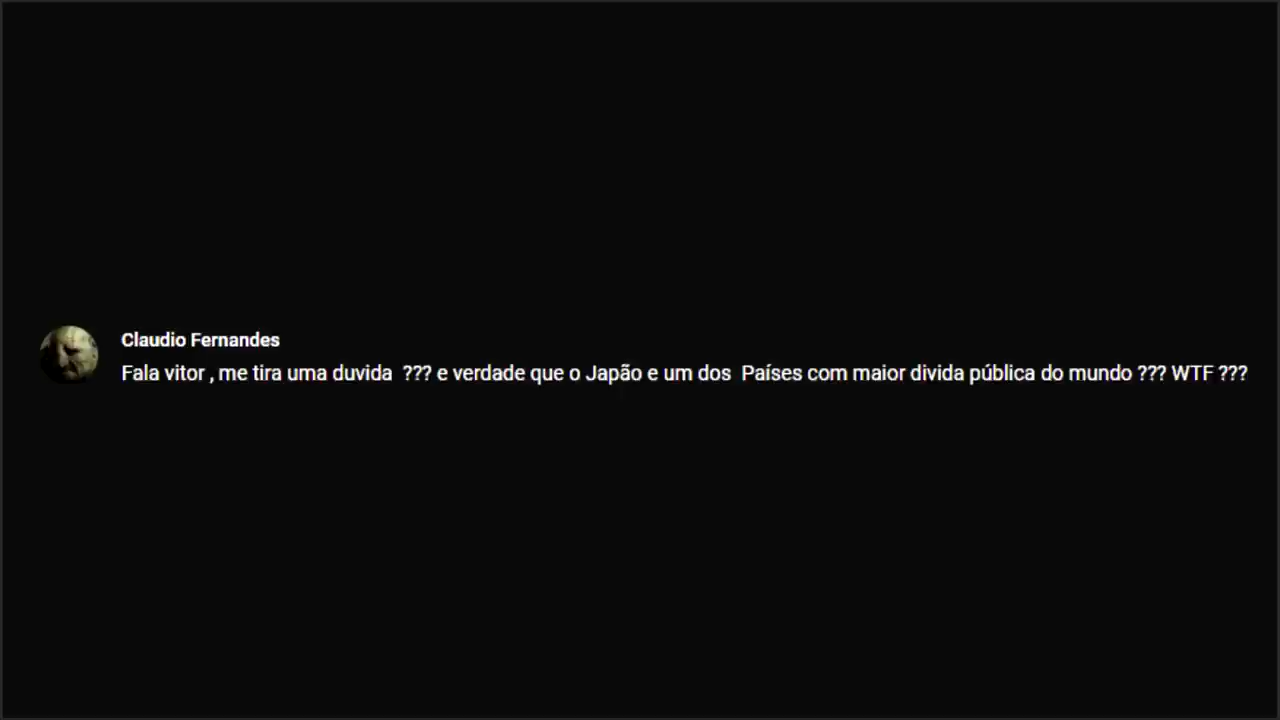 Claudio Fernandes
Fala vitor , me tira uma duvida ??? e verdade que o Japão e um dos Países com maior divida pública do mundo ??? WTF ???